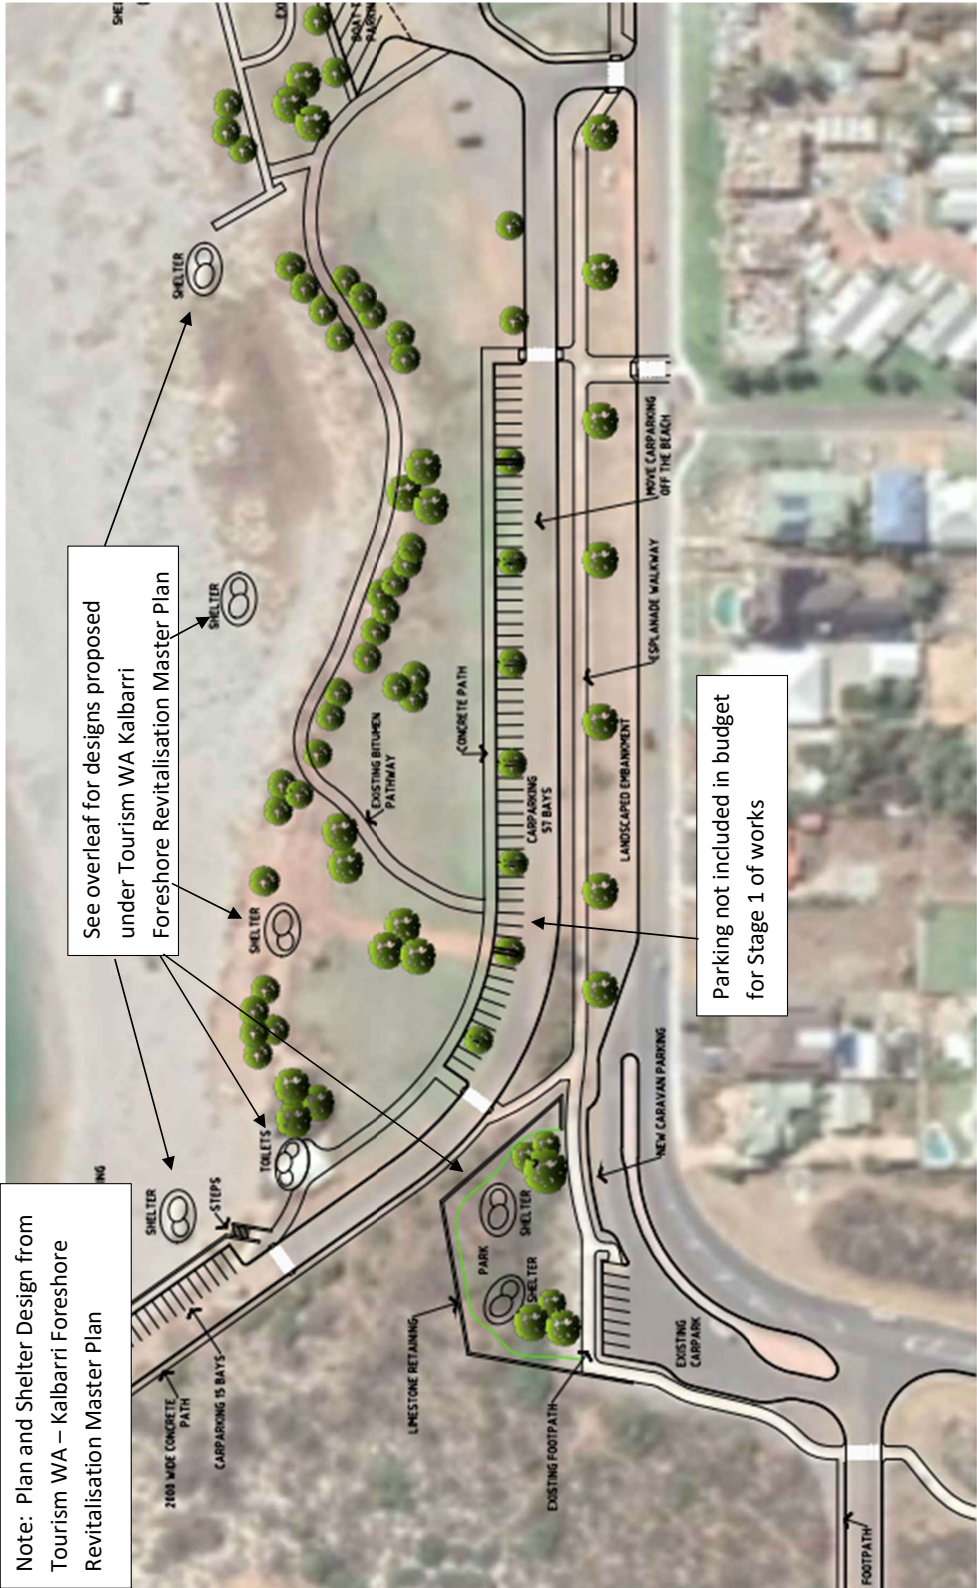 Note: Plan and Shelter Design from
Tourism WA – Kalbarri Foreshore
Revitalisation Master Plan
See overleaf for designs proposed
under Tourism WA Kalbarri
Foreshore Revitalisation Master Plan
SHELTER
SHELTER
SHELTER
SHELTER
TOILETS
STEPS
2000 WIDE CONCRETE
PATH
CARPARKING 15 BAYS
EXISTING BITUMEN
PATHWAY
CONCRETE PATH
CARPARKING
57 BAYS
MOVE CARPARKING
OFF THE BEACH
ESPLANADE WALKWAY
LANDSCAPED EMBANKMENT
Parking not included in budget
for Stage 1 of works
LIMESTONE RETAINING
PARK
SHELTER
SHELTER
NEW CARAVAN PARKING
EXISTING FOOTPATH
EXISTING
CARPARK
FOOTPATH